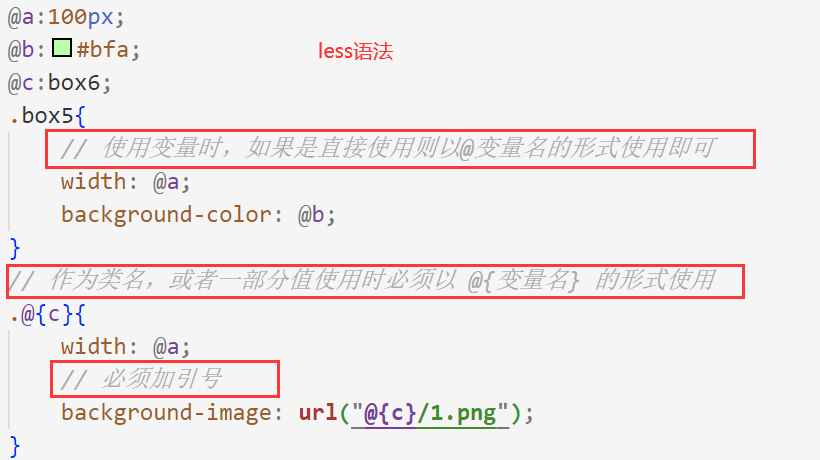 @a:100px;
@b:#bfa;
less语法
@c:box6;
.box5{
// 使用变量时，如果是直接使用则以@变量名的形式使用即可
width: @a;
background-color: @b;
}
// 作为类名，或者一部分值使用时必须以 @{变量名} 的形式使用
.@{c}{
width: @a;
// 必须加引号
background-image: url("@{c}/1.png");
}